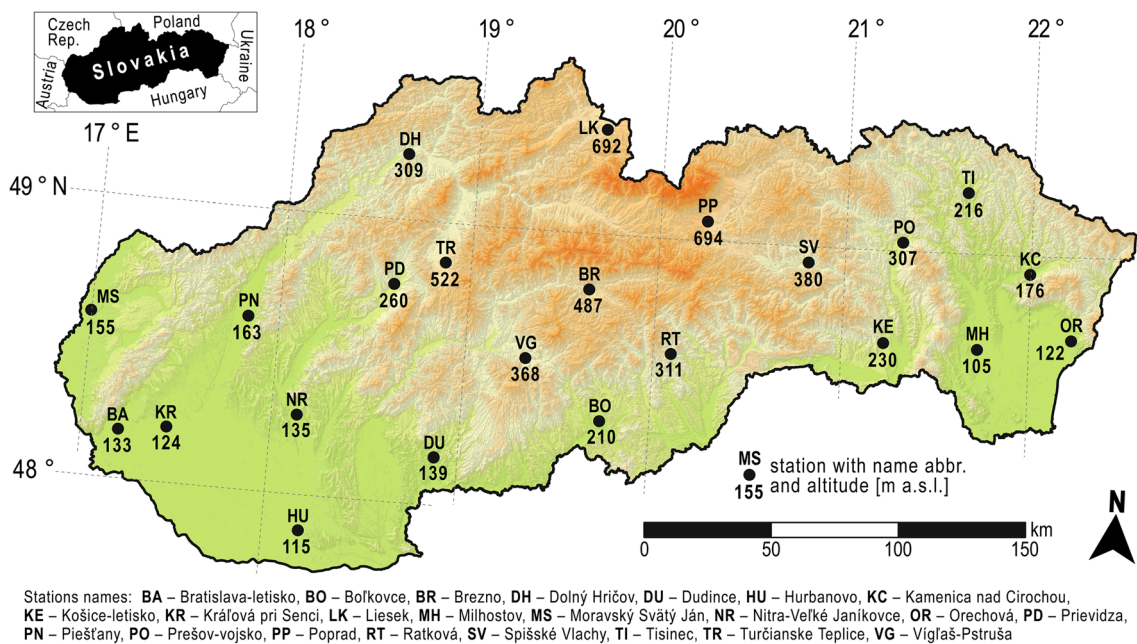 Czech Rep.
Poland
Ukraine
Austria
Slovakia
Hungary
17 ° E
18 °
19 °
20 °
21 °
22 °
49 ° N
48 °
LK
692
DH
309
TI
216
PP
694
PO
307
TR
522
SV
380
KC
176
PD
260
BR
487
MS
155
PN
163
OR
122
KE
230
MH
105
RT
311
VG
368
NR
135
BO
210
BA
133
KR
124
DU
139
HU
115
MS
155
station with name abbr.
and altitude [m a.s.l.]
N
km
0 50 100 150
Stations names: BA – Bratislava-letisko, BO – Boľkovce, BR – Brezno, DH – Dolný Hričov, DU – Dudince, HU – Hurbanovo, KC – Kamenica nad Cirochou,
KE – Košice-letisko, KR – Kráľová pri Senci, LK – Liesek, MH – Milhostov, MS – Moravský Svätý Ján, NR – Nitra-Veľké Janíkovce, OR – Orechová, PD – Prievidza,
PN – Piešťany, PO – Prešov-vojsko, PP – Poprad, RT – Ratková, SV – Spišské Vlachy, TI – Tisinec, TR – Turčianske Teplice, VG – Vígľaš-Pstruša